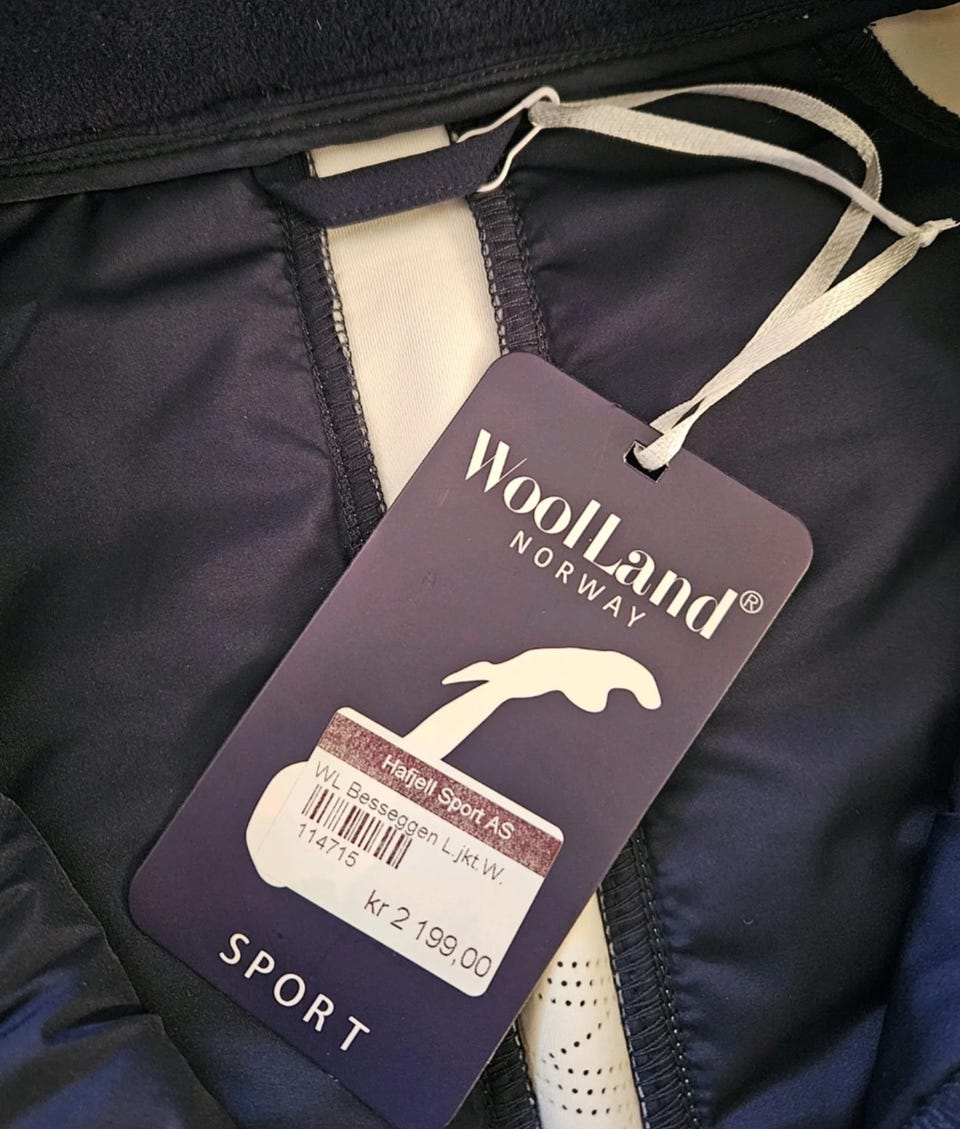 WoolLand®
NORWAY
Hafjell Sport AS
WL Besseggen L.jkt.W.
114715
kr 2 199,00
SPORT